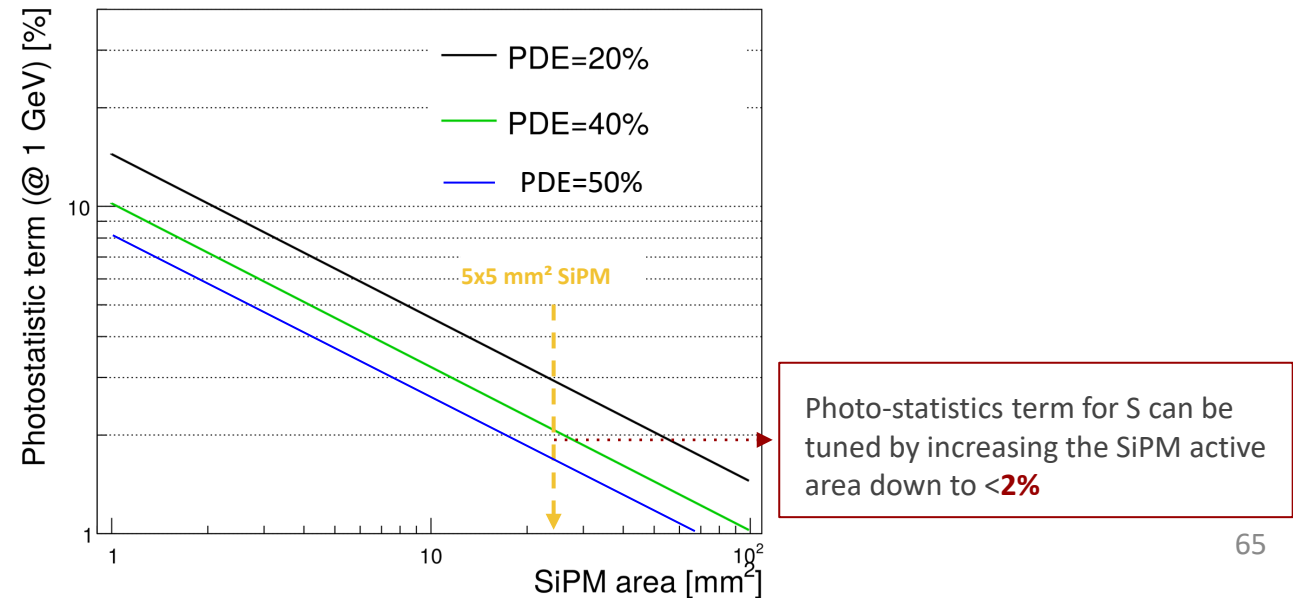 Photostatistic term (@ 1 GeV) [%]
PDE=20%
PDE=40%
PDE=50%
10
5x5 mm² SiPM
1
1
10
10²
SiPM area [mm²]
Photo-statistics term for S can be
tuned by increasing the SiPM active
area down to <2%
65